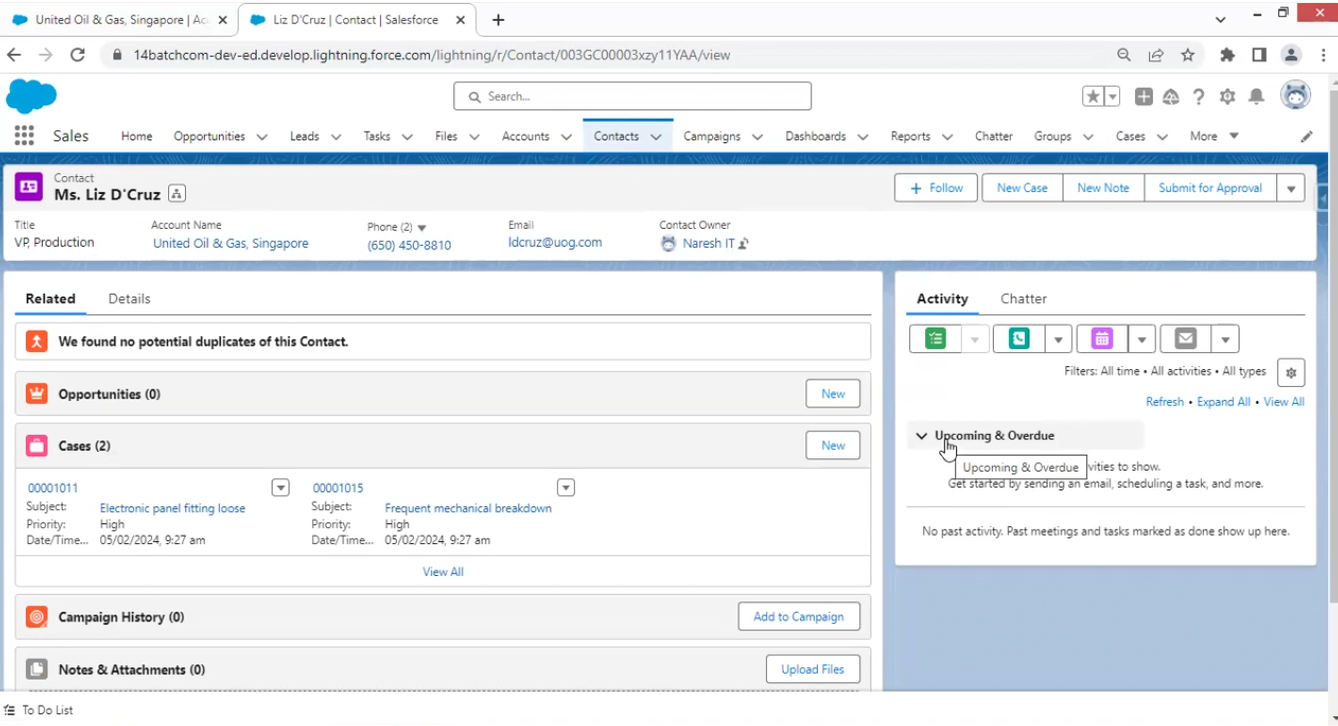 United Oil & Gas, Singapore | Ac
Liz D'Cruz | Contact | Salesforce
14batchcom-dev-ed.develop.lightning.force.com/lightning/r/Contact/003GC00003xzy11YAA/view
Search...
Sales Home Opportunities Leads Tasks Files Accounts Contacts Campaigns Dashboards Reports Chatter Groups Cases More
Contact
Ms. Liz D'Cruz
Follow New Case New Note Submit for Approval
Title Account Name Phone (2) Email Contact Owner
VP, Production United Oil & Gas, Singapore (650) 450-8810 ldcruz@uog.com Naresh IT
Related Details
We found no potential duplicates of this Contact.
Opportunities (0) New
Cases (2) New
00001011 00001015
Subject: Electronic panel fitting loose Subject: Frequent mechanical breakdown
Priority: High Priority: High
Date/Time... 05/02/2024, 9:27 am Date/Time... 05/02/2024, 9:27 am
View All
Campaign History (0) Add to Campaign
Notes & Attachments (0) Upload Files
Activity Chatter
Filters: All time • All activities • All types
Refresh • Expand All • View All
Upcoming & Overdue
Upcoming & Overdue
vities to show.
Get started by sending an email, scheduling a task, and more.
No past activity. Past meetings and tasks marked as done show up here.
To Do List